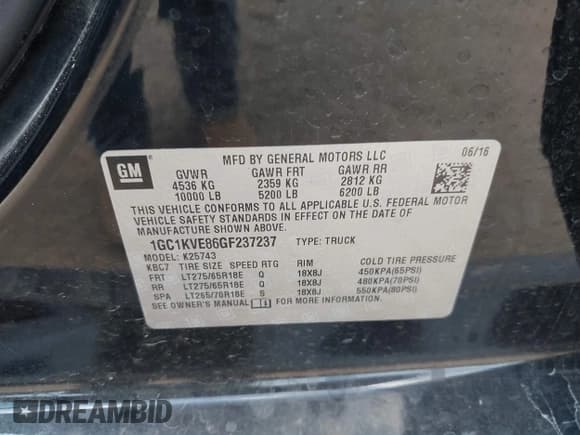 GM
MFD BY GENERAL MOTORS LLC 06/16
GVWR GAWR FRT GAWR RR
4536 KG 2359 KG 2812 KG
10000 LB 5200 LB 6200 LB
THIS VEHICLE CONFORMS TO ALL APPLICABLE U.S. FEDERAL MOTOR
VEHICLE SAFETY STANDARDS IN EFFECT ON THE DATE OF
MANUFACTURE SHOWN ABOVE.
1GC1KVE86GF237237 TYPE: TRUCK
MODEL: K25743
KBC7 TIRE SIZE SPEED RTG RIM COLD TIRE PRESSURE
FRT LT275/65R18E Q 18X8J 450KPA(65PSI)
RR LT275/65R18E Q 18X8J 480KPA(70PSI)
SPA LT265/70R18E S 18X8J 550KPA(80PSI)
SEE OWNER'S MANUAL FOR MORE INFORMATION.
DREAMBID